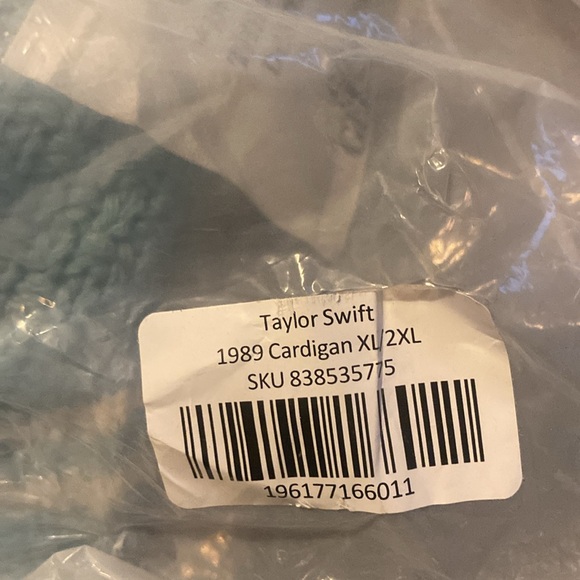 Taylor Swift
1989 Cardigan XL/2XL
SKU 838535775
196177166011